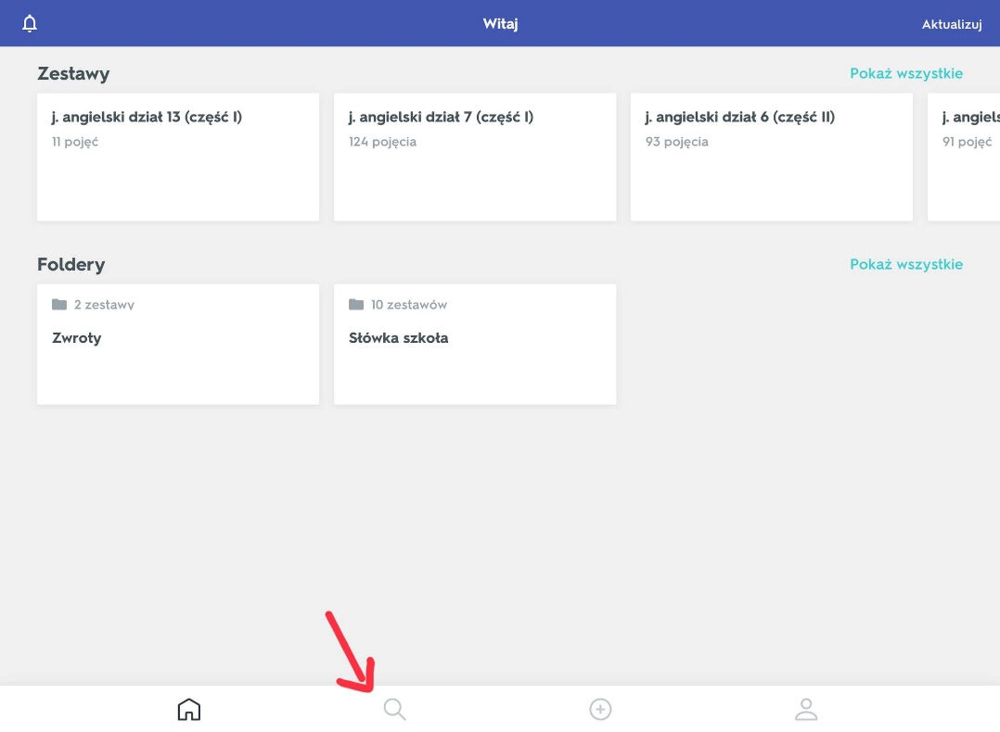 Witaj
Aktualizuj
Zestawy
Pokaż wszystkie
j. angielski dział 13 (część I)
11 pojęć
j. angielski dział 7 (część I)
124 pojęcia
j. angielski dział 6 (część II)
93 pojęcia
j. angiels
91 pojęć
Foldery
Pokaż wszystkie
2 zestawy
Zwroty
10 zestawów
Słówka szkoła